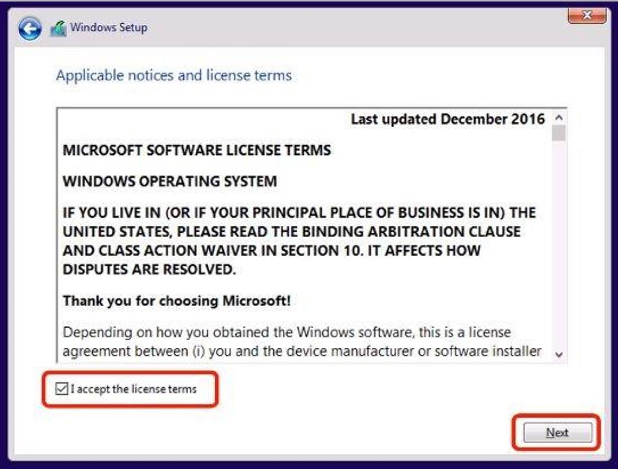 Windows Setup
Applicable notices and license terms
Last updated December 2016
MICROSOFT SOFTWARE LICENSE TERMS
WINDOWS OPERATING SYSTEM
IF YOU LIVE IN (OR IF YOUR PRINCIPAL PLACE OF BUSINESS IS IN) THE
UNITED STATES, PLEASE READ THE BINDING ARBITRATION CLAUSE
AND CLASS ACTION WAIVER IN SECTION 10. IT AFFECTS HOW
DISPUTES ARE RESOLVED.
Thank you for choosing Microsoft!
Depending on how you obtained the Windows software, this is a license
agreement between (i) you and the device manufacturer or software installer
I accept the license terms
Next